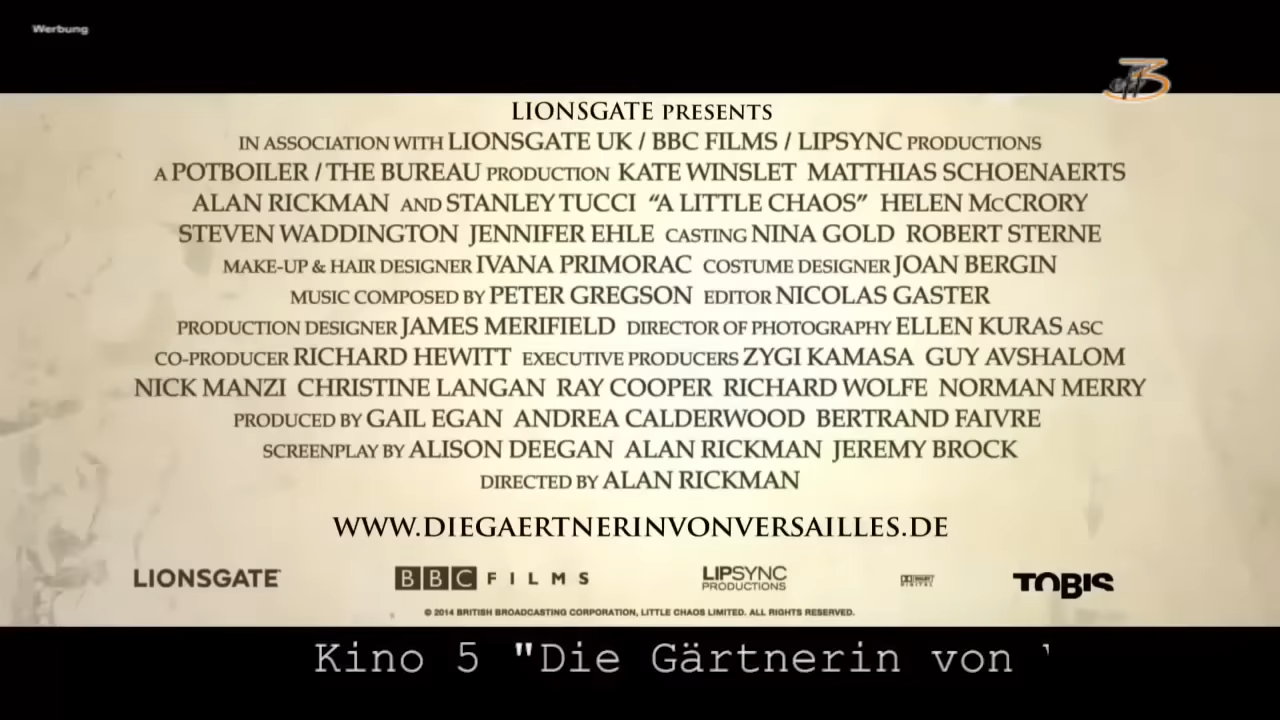 Werbung
LIONSGATE PRESENTS
IN ASSOCIATION WITH LIONSGATE UK / BBC FILMS / LIPSYNC PRODUCTIONS
A POTBOILER / THE BUREAU PRODUCTION KATE WINSLET MATTHIAS SCHOENAERTS
ALAN RICKMAN AND STANLEY TUCCI “A LITTLE CHAOS” HELEN McCRORY
STEVEN WADDINGTON JENNIFER EHLE CASTING NINA GOLD ROBERT STERNE
MAKE-UP & HAIR DESIGNER IVANA PRIMORAC COSTUME DESIGNER JOAN BERGIN
MUSIC COMPOSED BY PETER GREGSON EDITOR NICOLAS GASTER
PRODUCTION DESIGNER JAMES MERIFIELD DIRECTOR OF PHOTOGRAPHY ELLEN KURAS ASC
CO-PRODUCER RICHARD HEWITT EXECUTIVE PRODUCERS ZYGI KAMASA GUY AVSHALOM
NICK MANZI CHRISTINE LANGAN RAY COOPER RICHARD WOLFE NORMAN MERRY
PRODUCED BY GAIL EGAN ANDREA CALDERWOOD BERTRAND FAIVRE
SCREENPLAY BY ALISON DEEGAN ALAN RICKMAN JEREMY BROCK
DIRECTED BY ALAN RICKMAN
WWW.DIEGAERTNERINVONVERSAILLES.DE
LIONSGATE BBC FILMS LIPSYNC PRODUCTIONS TOBIS
© 2014 BRITISH BROADCASTING CORPORATION, LITTLE CHAOS LIMITED. ALL RIGHTS RESERVED.
Kino 5 "Die Gärtnerin von